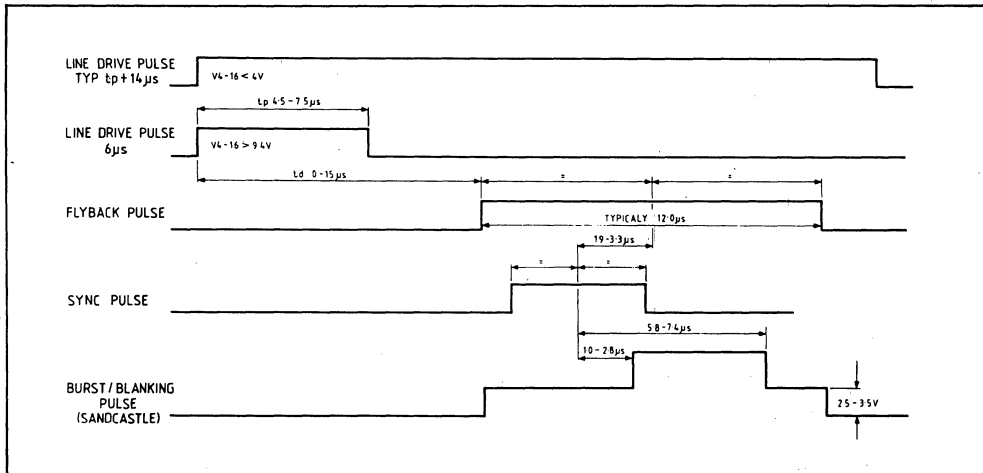 LINE DRIVE PULSE
TYP tp+14µs
V4-16 < 4V
tp 4·5-7·5µs
LINE DRIVE PULSE
6µs
V4-16 > 9·4V
td 0-15µs
= =
FLYBACK PULSE
TYPICALY 12·0µs
1·9-3·3µs
= =
SYNC PULSE
5·8-7·4µs
1·0-2·8µs
BURST/BLANKING
PULSE
(SANDCASTLE)
2·5-3·5V